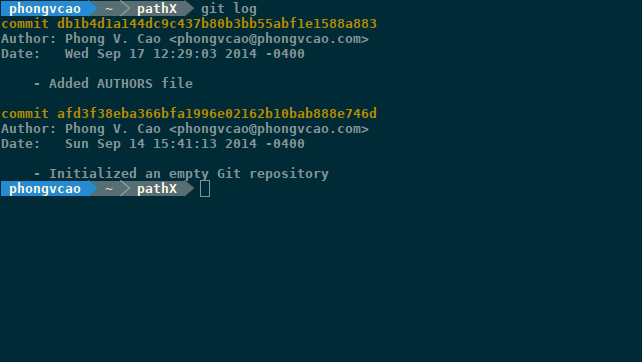 phongvcao ~ pathX git log
commit db1b4d1a144dc9c437b80b3bb55abf1e1588a883
Author: Phong V. Cao <phongvcao@phongvcao.com>
Date:   Wed Sep 17 12:29:03 2014 -0400
    - Added AUTHORS file
commit afd3f38eba366bfa1996e02162b10bab888e746d
Author: Phong V. Cao <phongvcao@phongvcao.com>
Date:   Sun Sep 14 15:41:13 2014 -0400
    - Initialized an empty Git repository
phongvcao ~ pathX